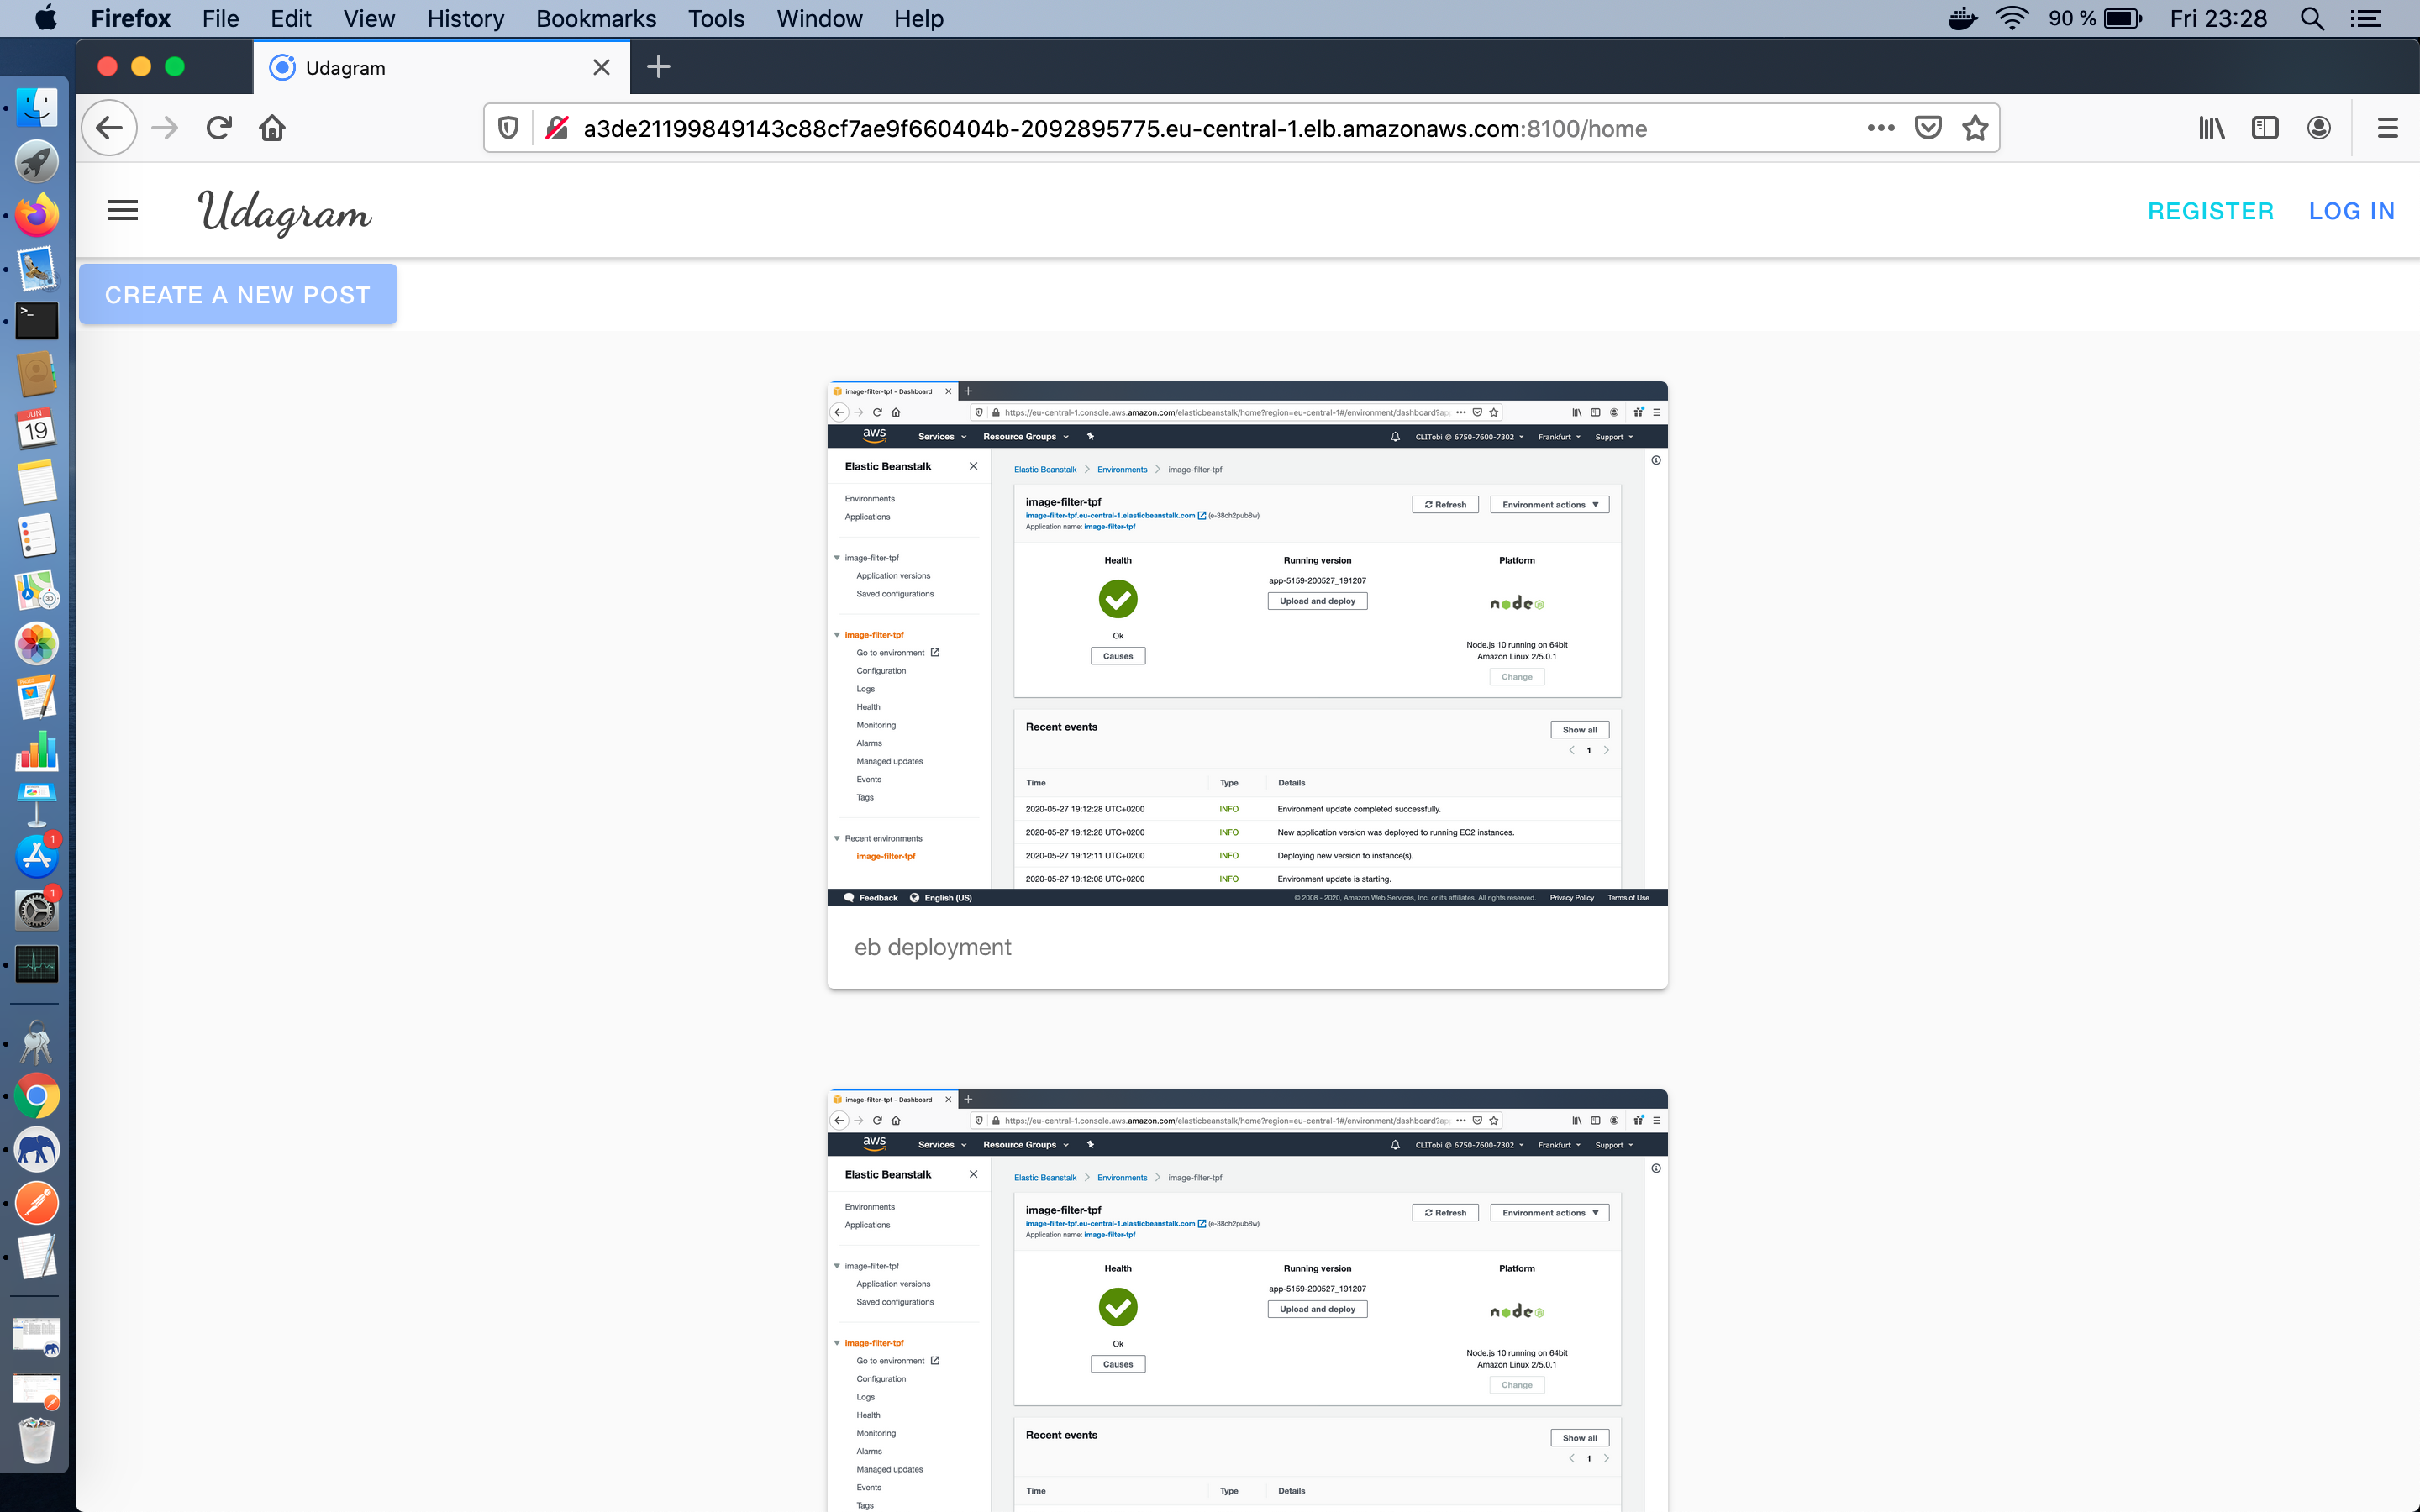 Firefox File Edit View History Bookmarks Tools Window Help 90 % Fri 23:28
Udagram
a3de21199849143c88cf7ae9f660404b-2092895775.eu-central-1.elb.amazonaws.com:8100/home
Udagram REGISTER LOG IN
CREATE A NEW POST
image-filter-tpf - Dashboard
https://eu-central-1.console.aws.amazon.com/elasticbeanstalk/home?region=eu-central-1#/environment/dashboard?ap
aws Services Resource Groups CLITobi @ 6750-7600-7302 Frankfurt Support
Elastic Beanstalk
Environments
Applications
image-filter-tpf
Application versions
Saved configurations
image-filter-tpf
Go to environment
Configuration
Logs
Health
Monitoring
Alarms
Managed updates
Events
Tags
Recent environments
image-filter-tpf
Elastic Beanstalk Environments image-filter-tpf
image-filter-tpf Refresh Environment actions
image-filter-tpf.eu-central-1.elasticbeanstalk.com (e-38ch2pub8w)
Application name: image-filter-tpf
Health Running version Platform
app-5159-200527_191207
Upload and deploy
node
Ok
Causes
Node.js 10 running on 64bit
Amazon Linux 2/5.0.1
Change
Recent events Show all
1
Time Type Details
2020-05-27 19:12:28 UTC+0200 INFO Environment update completed successfully.
2020-05-27 19:12:28 UTC+0200 INFO New application version was deployed to running EC2 instances.
2020-05-27 19:12:11 UTC+0200 INFO Deploying new version to instance(s).
2020-05-27 19:12:08 UTC+0200 INFO Environment update is starting.
Feedback English (US) © 2008 - 2020, Amazon Web Services, Inc. or its affiliates. All rights reserved. Privacy Policy Terms of Use
eb deployment
image-filter-tpf - Dashboard
https://eu-central-1.console.aws.amazon.com/elasticbeanstalk/home?region=eu-central-1#/environment/dashboard?ap
aws Services Resource Groups CLITobi @ 6750-7600-7302 Frankfurt Support
Elastic Beanstalk
Environments
Applications
image-filter-tpf
Application versions
Saved configurations
image-filter-tpf
Go to environment
Configuration
Logs
Health
Monitoring
Alarms
Managed updates
Events
Tags
Elastic Beanstalk Environments image-filter-tpf
image-filter-tpf Refresh Environment actions
image-filter-tpf.eu-central-1.elasticbeanstalk.com (e-38ch2pub8w)
Application name: image-filter-tpf
Health Running version Platform
app-5159-200527_191207
Upload and deploy
node
Ok
Causes
Node.js 10 running on 64bit
Amazon Linux 2/5.0.1
Change
Recent events Show all
1
Time Type Details
JUN
19
1
1